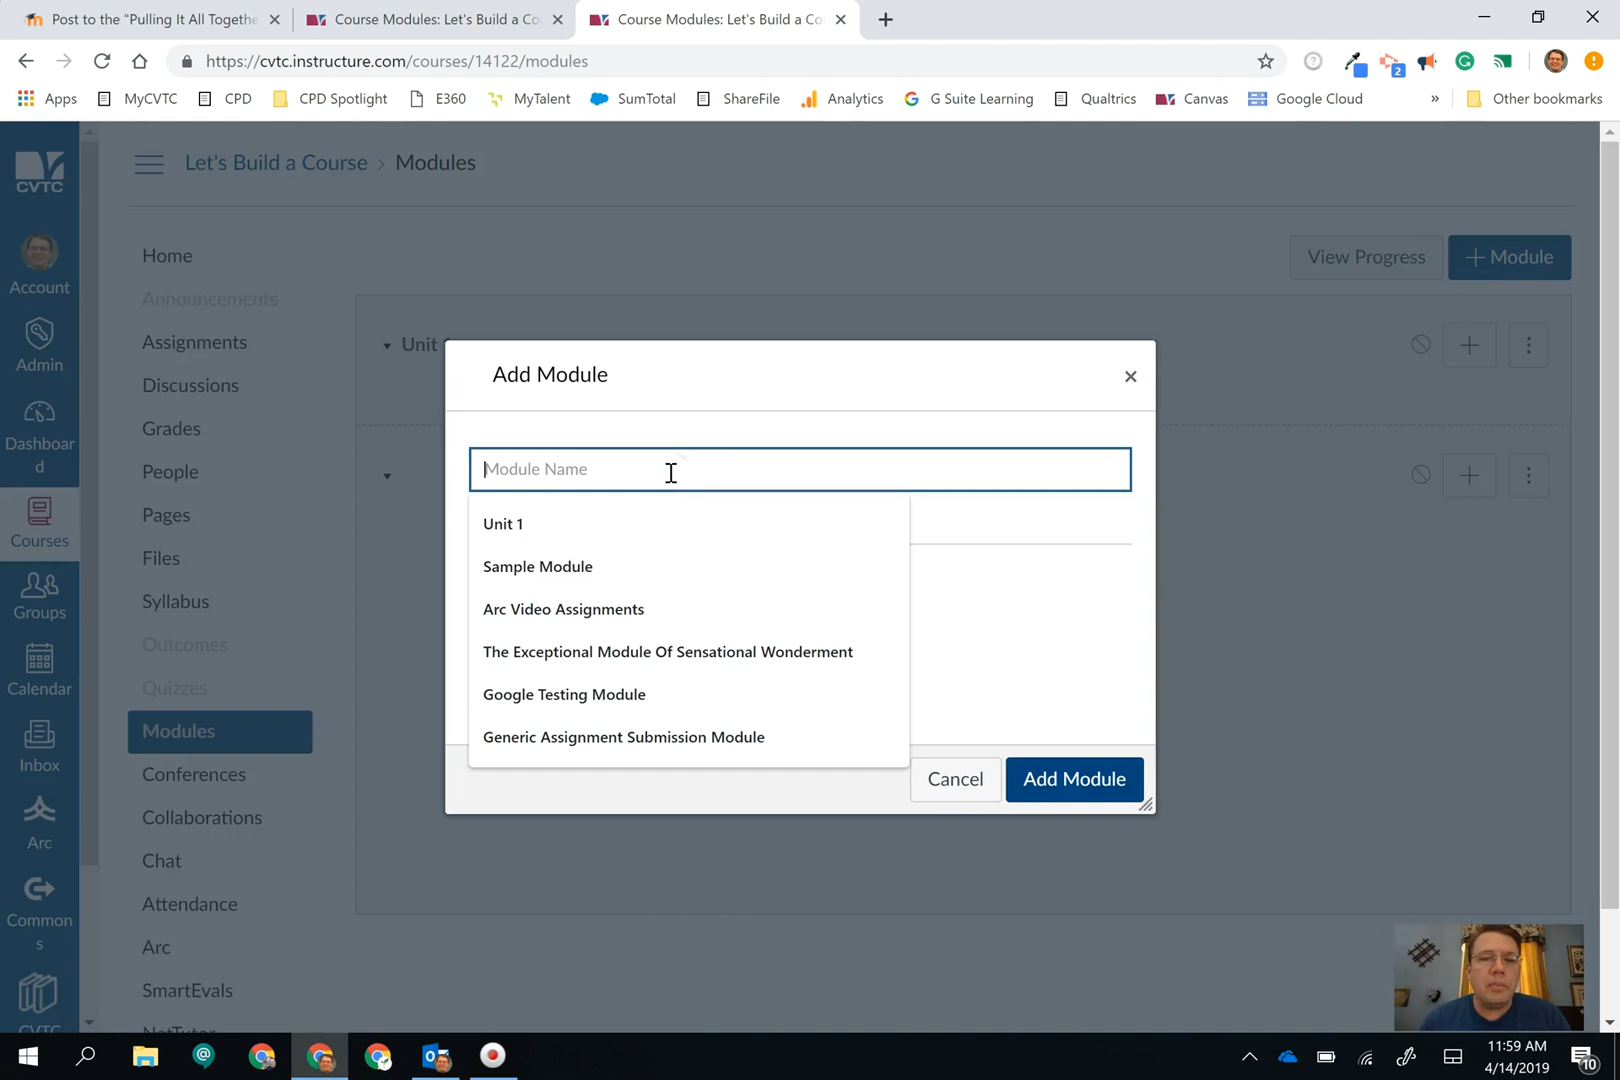 Post to the "Pulling It All Togethe
Course Modules: Let's Build a Co
Course Modules: Let's Build a Co
https://cvtc.instructure.com/courses/14122/modules
2
Apps
MyCVTC
CPD
CPD Spotlight
E360
MyTalent
SumTotal
ShareFile
Analytics
G Suite Learning
Qualtrics
Canvas
Google Cloud
»
Other bookmarks
CVTC
Account
Admin
Dashboar
d
Courses
Groups
Calendar
Inbox
Arc
Common
s
CVTC
Let's Build a Course > Modules
Home
Announcements
Assignments
Discussions
Grades
People
Pages
Files
Syllabus
Outcomes
Quizzes
Modules
Conferences
Collaborations
Chat
Attendance
Arc
SmartEvals
NetTutor
View Progress
+ Module
Unit
Add Module
×
Module Name
Unit 1
Sample Module
Arc Video Assignments
The Exceptional Module Of Sensational Wonderment
Google Testing Module
Generic Assignment Submission Module
Cancel
Add Module
11:59 AM
4/14/2019
10